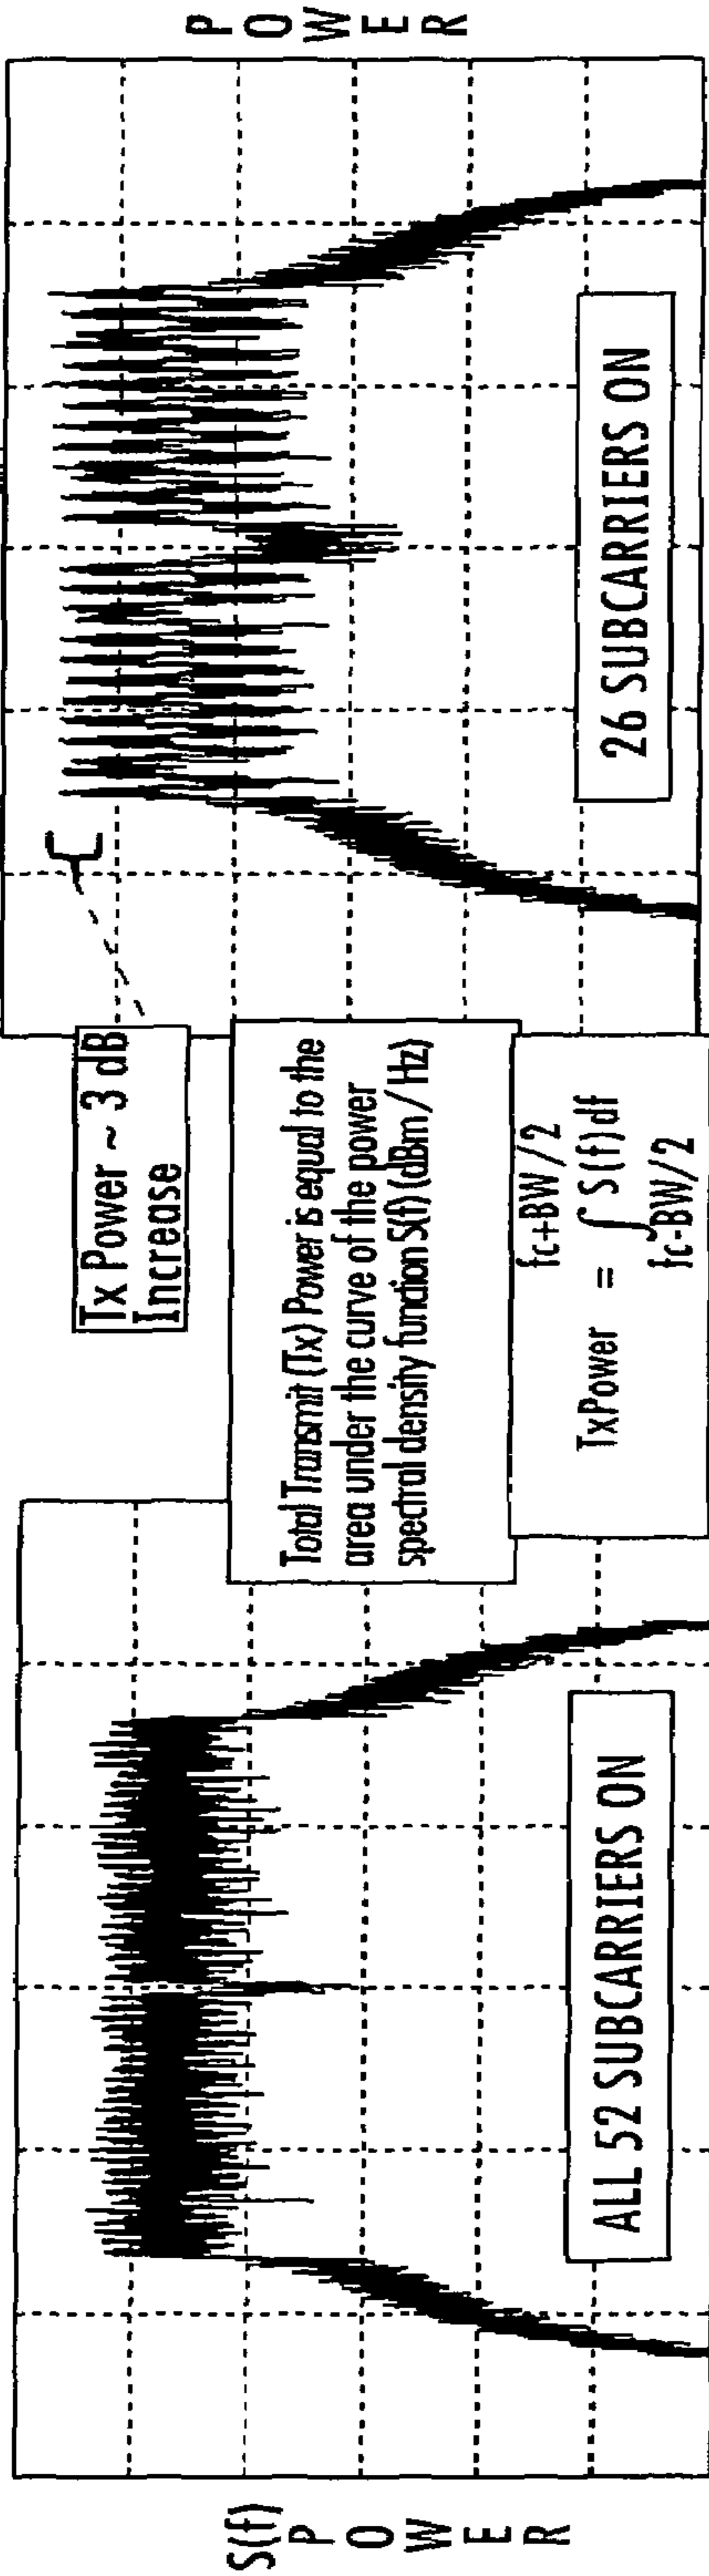 S(f)
POWER
ALL 52 SUBCARRIERS ON
Tx Power ~ 3 dB
Increase
Total Transmit (Tx) Power is equal to the
area under the curve of the power
spectral density function S(f) (dBm/Hz)
fc+BW/2
TxPower = ∫ S(f)df
fc-BW/2
26 SUBCARRIERS ON
POWER